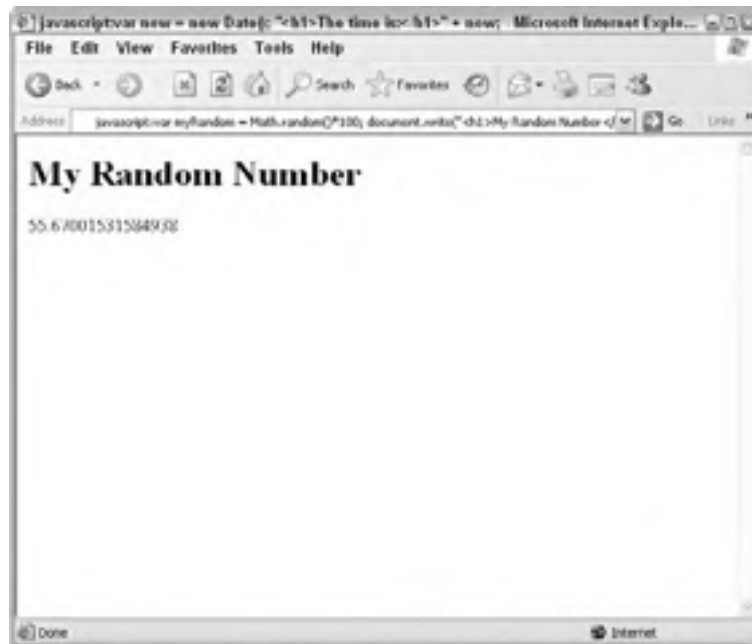 javascript:var now = new Date(); "<h1>The time is:< h1>" + now; Microsoft Internet Explo...
File Edit View Favorites Tools Help
Back Search Favorites
Address javascript:var myRandom = Math.random()*100; document.write("<h1>My Random Number </ Go Links »
My Random Number
55.67001531584938
Done Internet